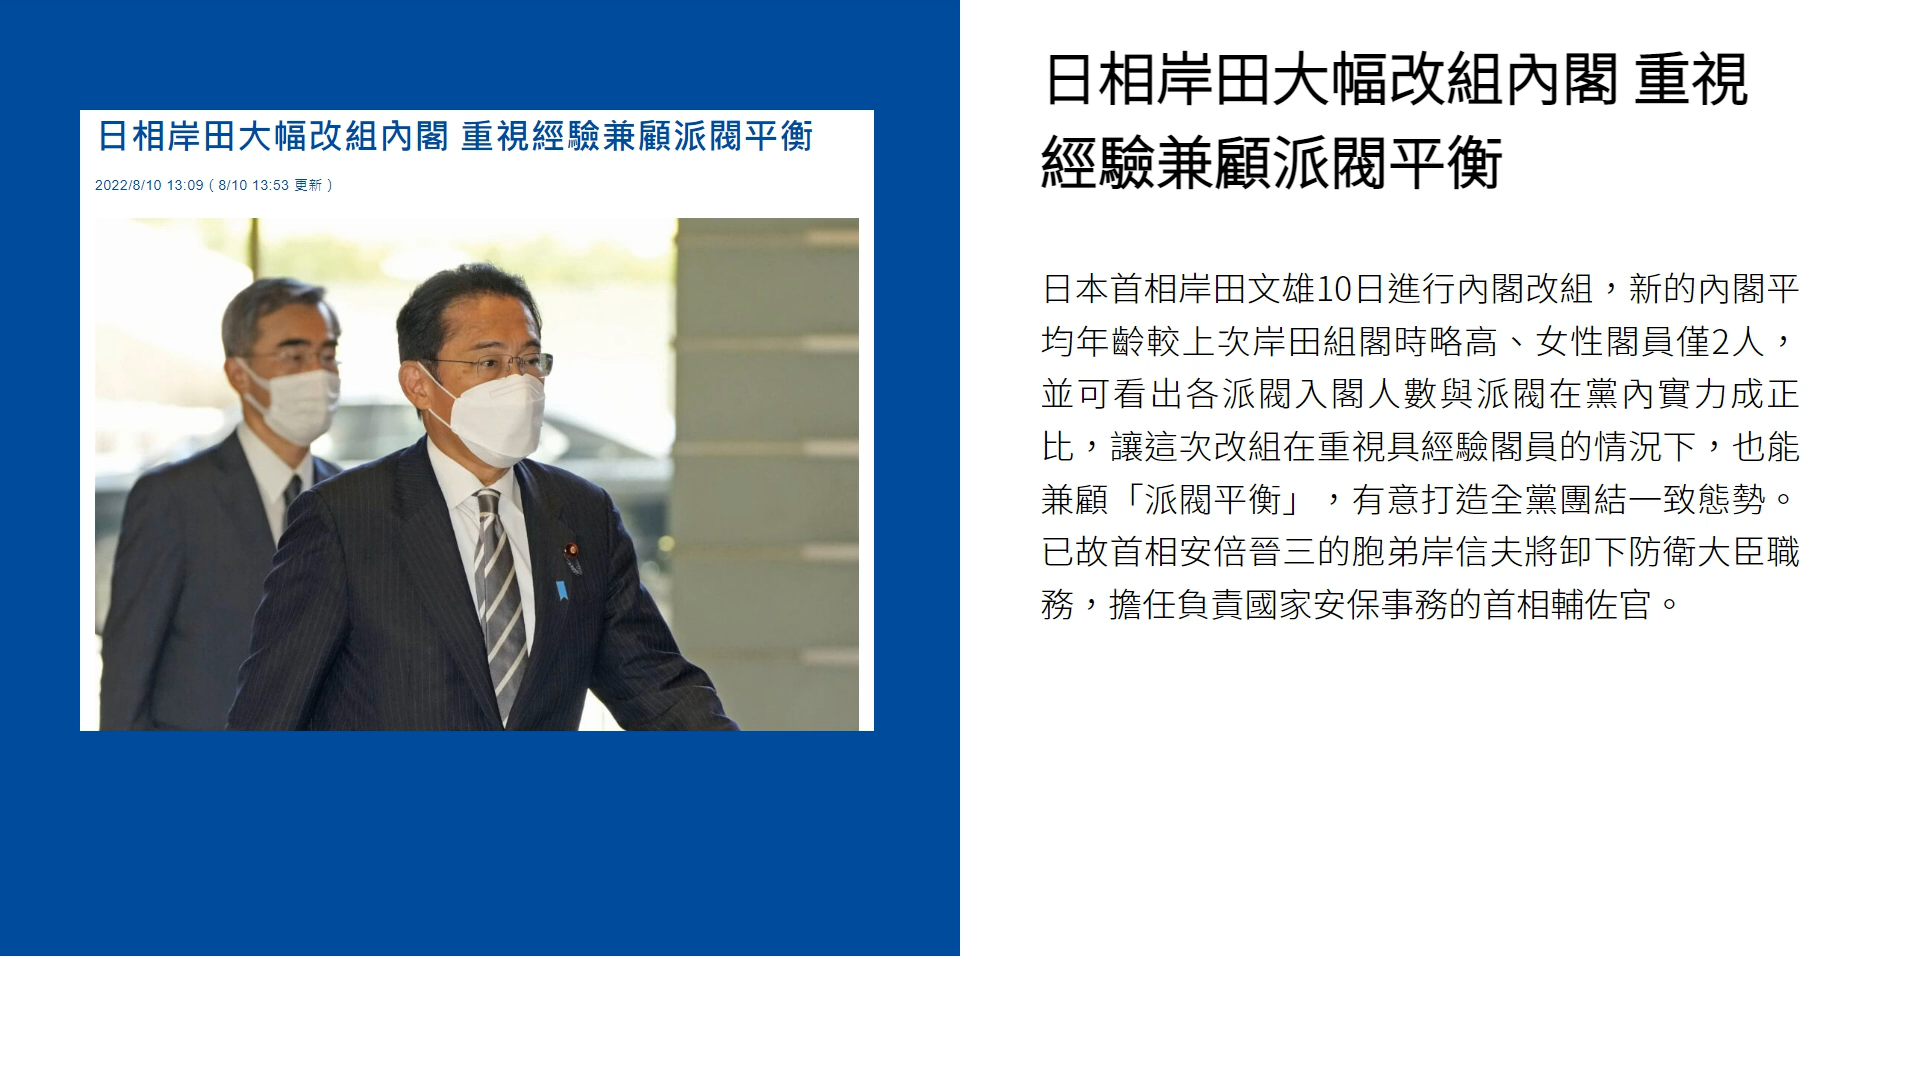 日相岸田大幅改組內閣 重視經驗兼顧派閥平衡
2022/8/10 13:09（8/10 13:53 更新）
日相岸田大幅改組內閣 重視
經驗兼顧派閥平衡
日本首相岸田文雄10日進行內閣改組，新的內閣平
均年齡較上次岸田組閣時略高、女性閣員僅2人，
並可看出各派閥入閣人數與派閥在黨內實力成正
比，讓這次改組在重視具經驗閣員的情況下，也能
兼顧「派閥平衡」，有意打造全黨團結一致態勢。
已故首相安倍晉三的胞弟岸信夫將卸下防衛大臣職
務，擔任負責國家安保事務的首相輔佐官。